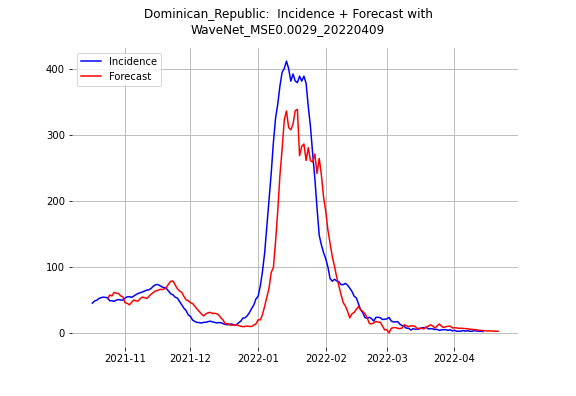 Dominican_Republic:  Incidence + Forecast with
WaveNet_MSE0.0029_20220409
Incidence
Forecast
400
300
200
100
0
2021-11 2021-12 2022-01 2022-02 2022-03 2022-04